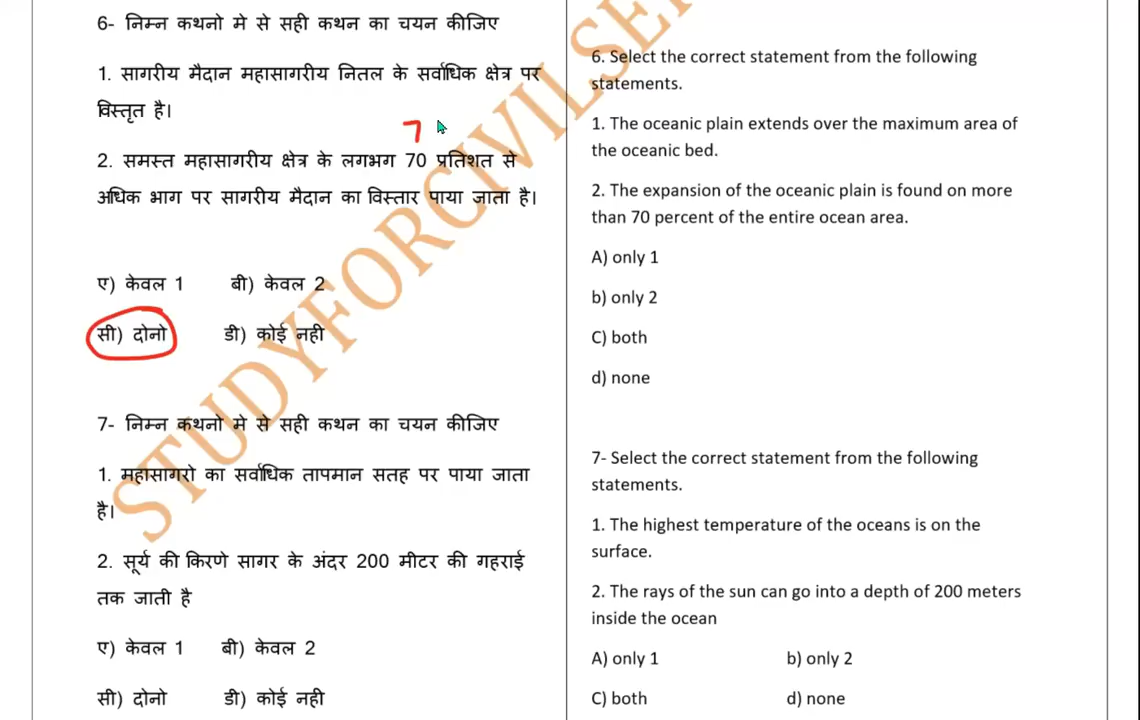 6- निम्न कथनो मे से सही कथन का चयन कीजिए
1. सागरीय मैदान महासागरीय नितल के सर्वाधिक क्षेत्र पर
विस्तृत है।
7
2. समस्त महासागरीय क्षेत्र के लगभग 70 प्रतिशत से
अधिक भाग पर सागरीय मैदान का विस्तार पाया जाता है।
ए) केवल 1 बी) केवल 2
सी) दोनो डी) कोई नही
7- निम्न कथनो मे से सही कथन का चयन कीजिए
1. महासागरो का सर्वाधिक तापमान सतह पर पाया जाता
है।
2. सूर्य की किरणे सागर के अंदर 200 मीटर की गहराई
तक जाती है
ए) केवल 1 बी) केवल 2
सी) दोनो डी) कोई नही
6. Select the correct statement from the following
statements.
1. The oceanic plain extends over the maximum area of
the oceanic bed.
2. The expansion of the oceanic plain is found on more
than 70 percent of the entire ocean area.
A) only 1
b) only 2
C) both
d) none
7- Select the correct statement from the following
statements.
1. The highest temperature of the oceans is on the
surface.
2. The rays of the sun can go into a depth of 200 meters
inside the ocean
A) only 1 b) only 2
C) both d) none
STUDYFORCIVILSER